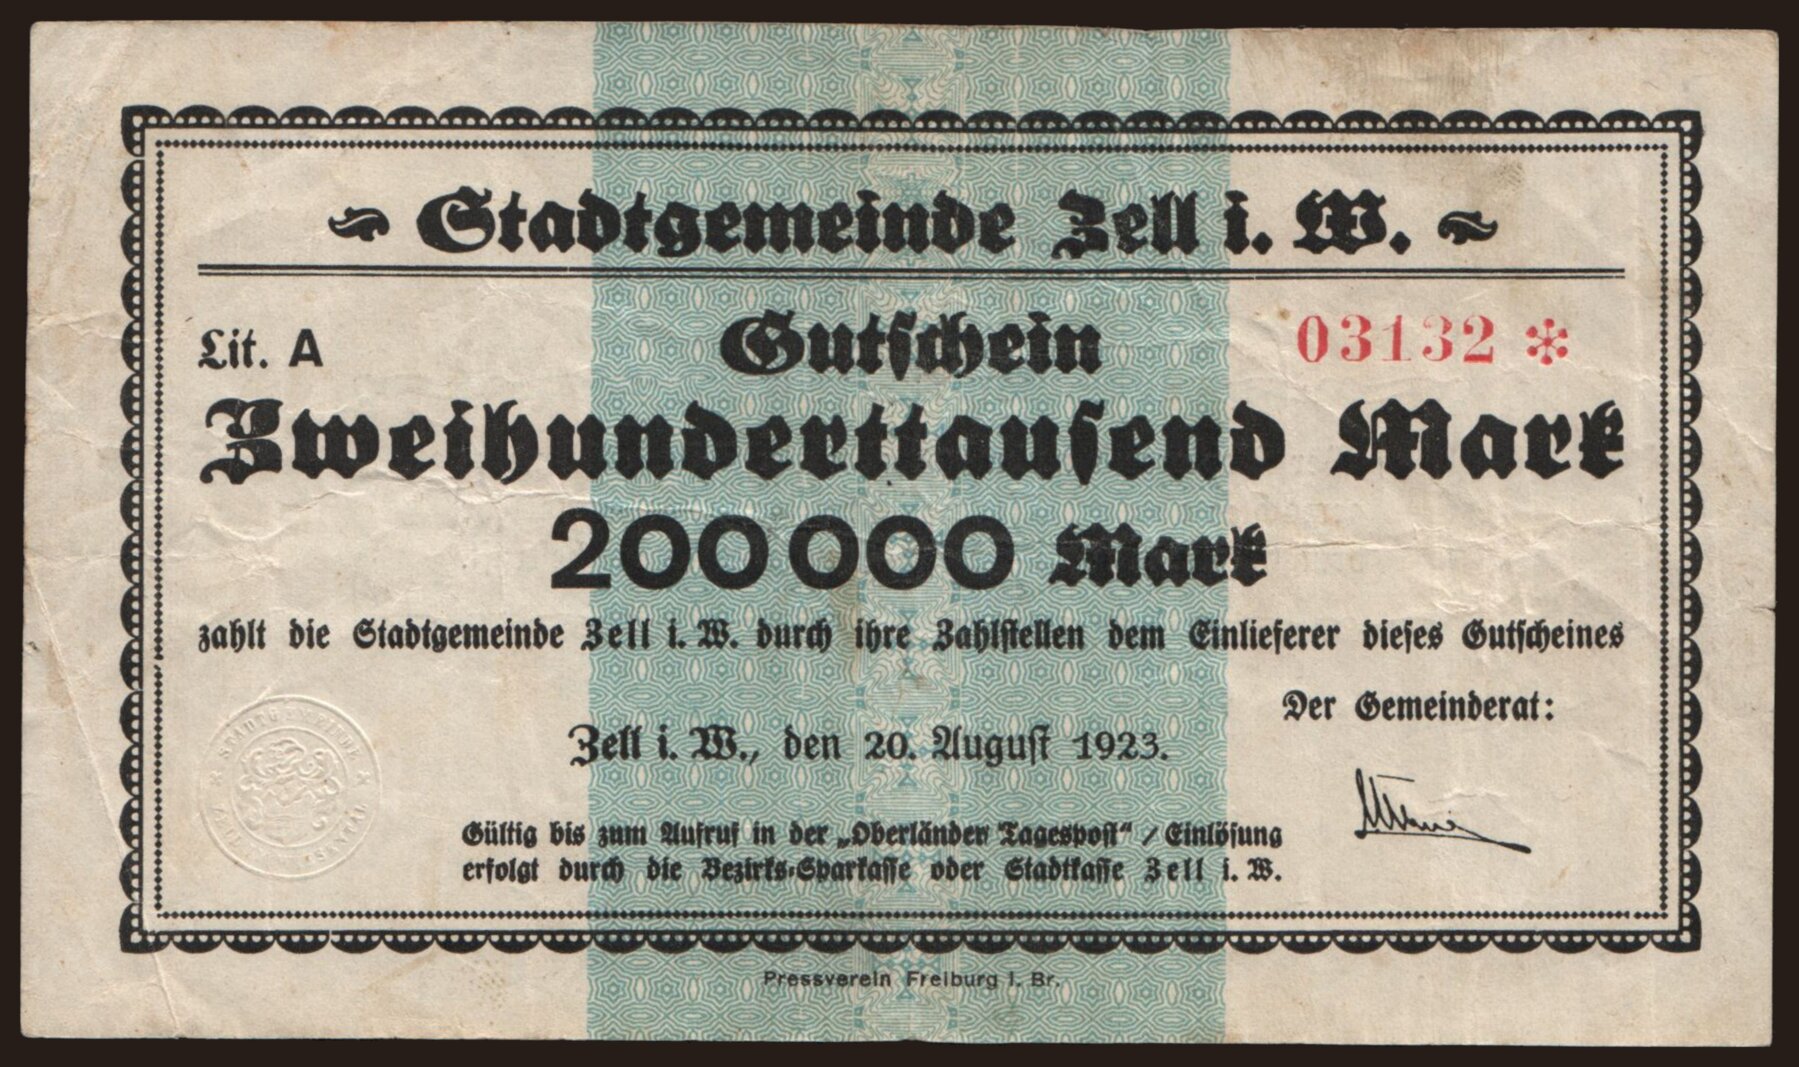 Stadtgemeinde Zell i. W.
Lit. A
Gutschein
03132 *
Zweihunderttausend Mark
200000 Mark
zahlt die Stadtgemeinde Zell i. W. durch ihre Zahlstellen dem Einlieferer dieses Gutscheines
Der Gemeinderat:
Zell i. W., den 20. August 1923.
Gültig bis zum Aufruf in der „Oberländer Tagespost“ / Einlösung
erfolgt durch die Bezirks-Sparkasse oder Stadtkasse Zell i. W.
STADTGEMEINDE
Pressverein Freiburg i. Br.